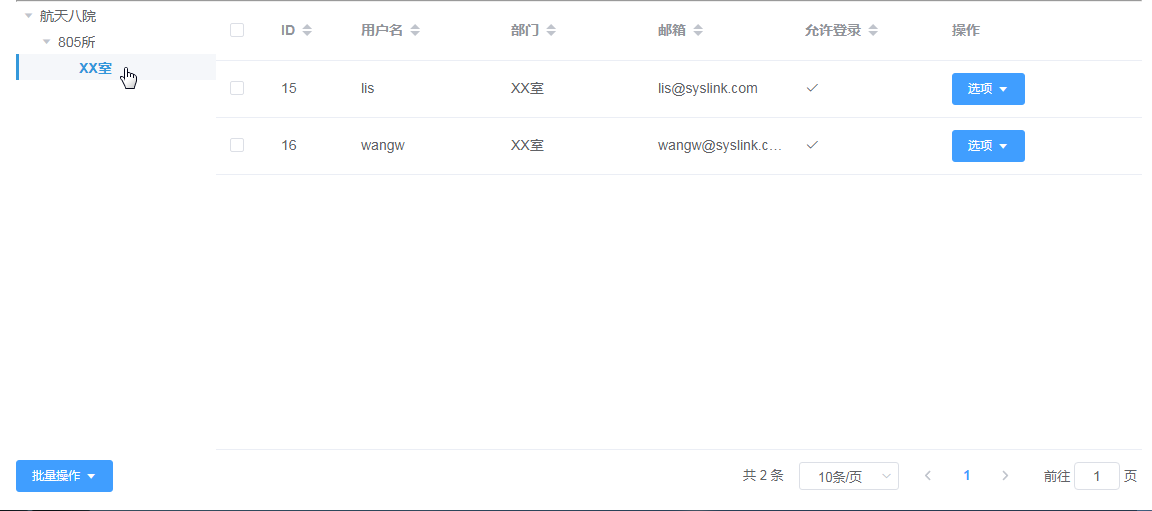 航天八院
805所
XX室
ID 用户名 部门 邮箱 允许登录 操作
15 lis XX室 lis@syslink.com 选项
16 wangw XX室 wangw@syslink.c... 选项
批量操作 共 2 条 10条/页 1 前往 1 页